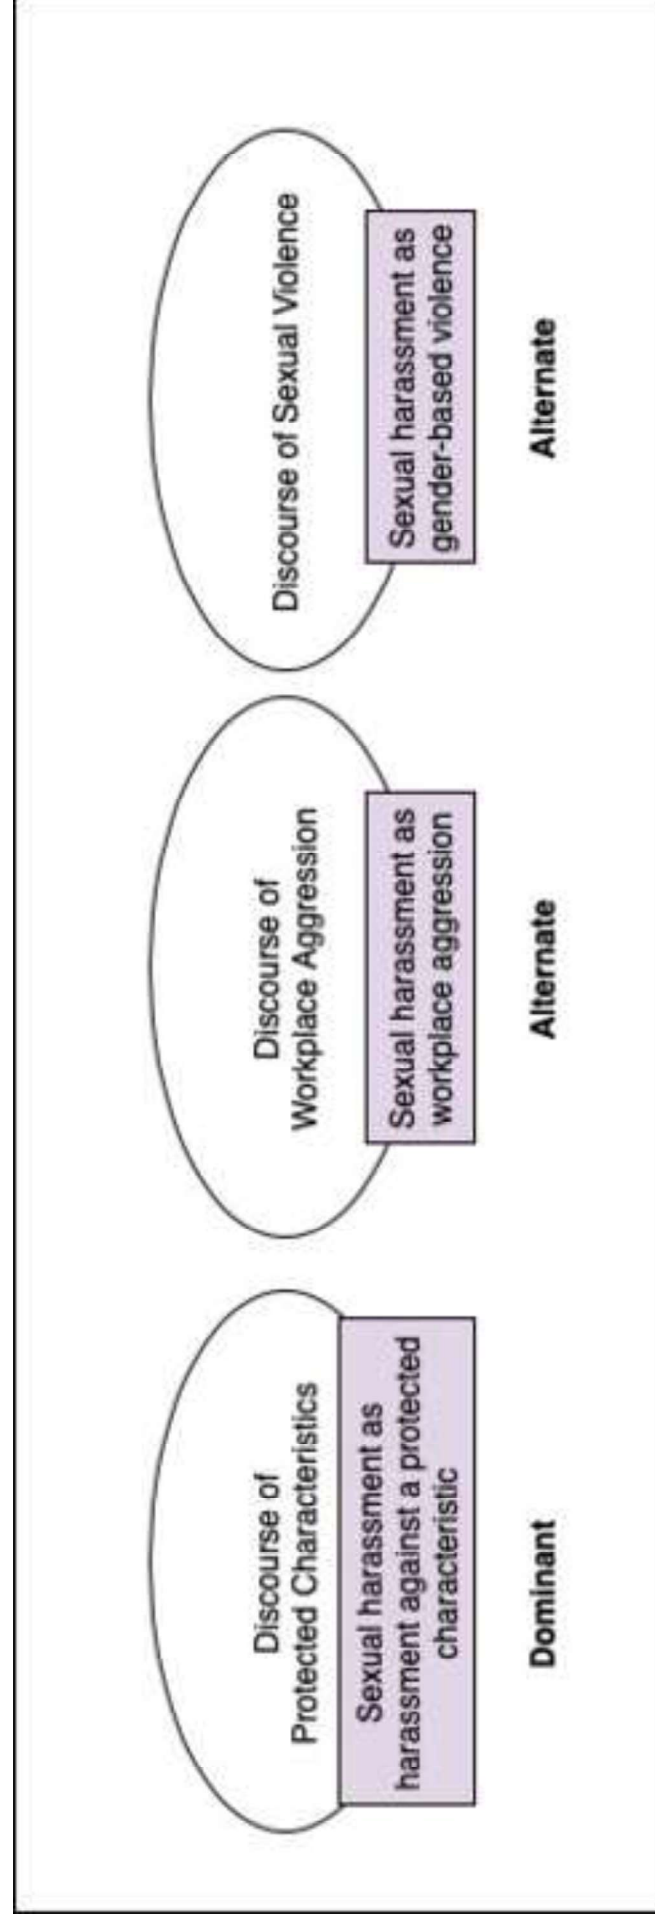 Discourse of
Protected Characteristics
Sexual harassment as
harassment against a protected
characteristic
Dominant
Discourse of
Workplace Aggression
Sexual harassment as
workplace aggression
Alternate
Discourse of Sexual Violence
Sexual harassment as
gender-based violence
Alternate